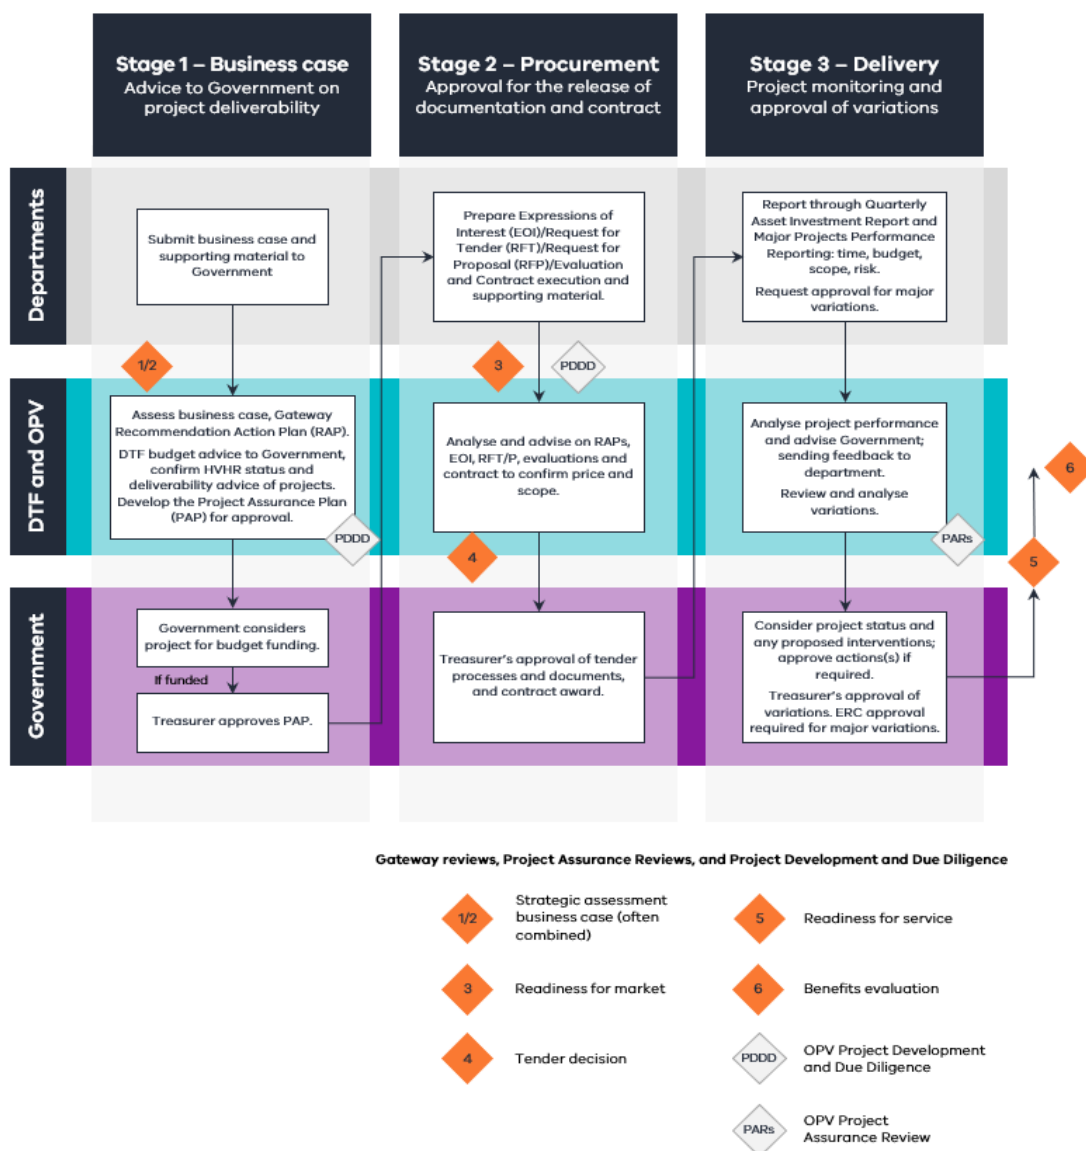 Stage 1 – Business case
Advice to Government on
project deliverability
Stage 2 – Procurement
Approval for the release of
documentation and contract
Stage 3 – Delivery
Project monitoring and
approval of variations
Departments
Submit business case and
supporting material to
Government
Prepare Expressions of
Interest (EOI)/Request for
Tender (RFT)/Request for
Proposal (RFP)/Evaluation
and Contract execution and
supporting material.
Report through Quarterly
Asset Investment Report and
Major Projects Performance
Reporting: time, budget,
scope, risk.
Request approval for major
variations.
1/2
3
PDDD
DTF and OPV
Assess business case, Gateway
Recommendation Action Plan (RAP).
DTF budget advice to Government,
confirm HVHR status and
deliverability advice of projects.
Develop the Project Assurance Plan
(PAP) for approval.
PDDD
Analyse and advise on RAPs,
EOI, RFT/P, evaluations and
contract to confirm price and
scope.
4
Analyse project performance
and advise Government;
sending feedback to
department.
Review and analyse
variations.
PARs
6
5
Government
Government considers
project for budget funding.
If funded
Treasurer approves PAP.
Treasurer's approval of tender
processes and documents,
and contract award.
Consider project status and
any proposed interventions;
approve actions(s) if
required.
Treasurer's approval of
variations. ERC approval
required for major variations.
Gateway reviews, Project Assurance Reviews, and Project Development and Due Diligence
1/2
Strategic assessment
business case (often
combined)
3
Readiness for market
4
Tender decision
5
Readiness for service
6
Benefits evaluation
PDDD
OPV Project Development
and Due Diligence
PARs
OPV Project
Assurance Review